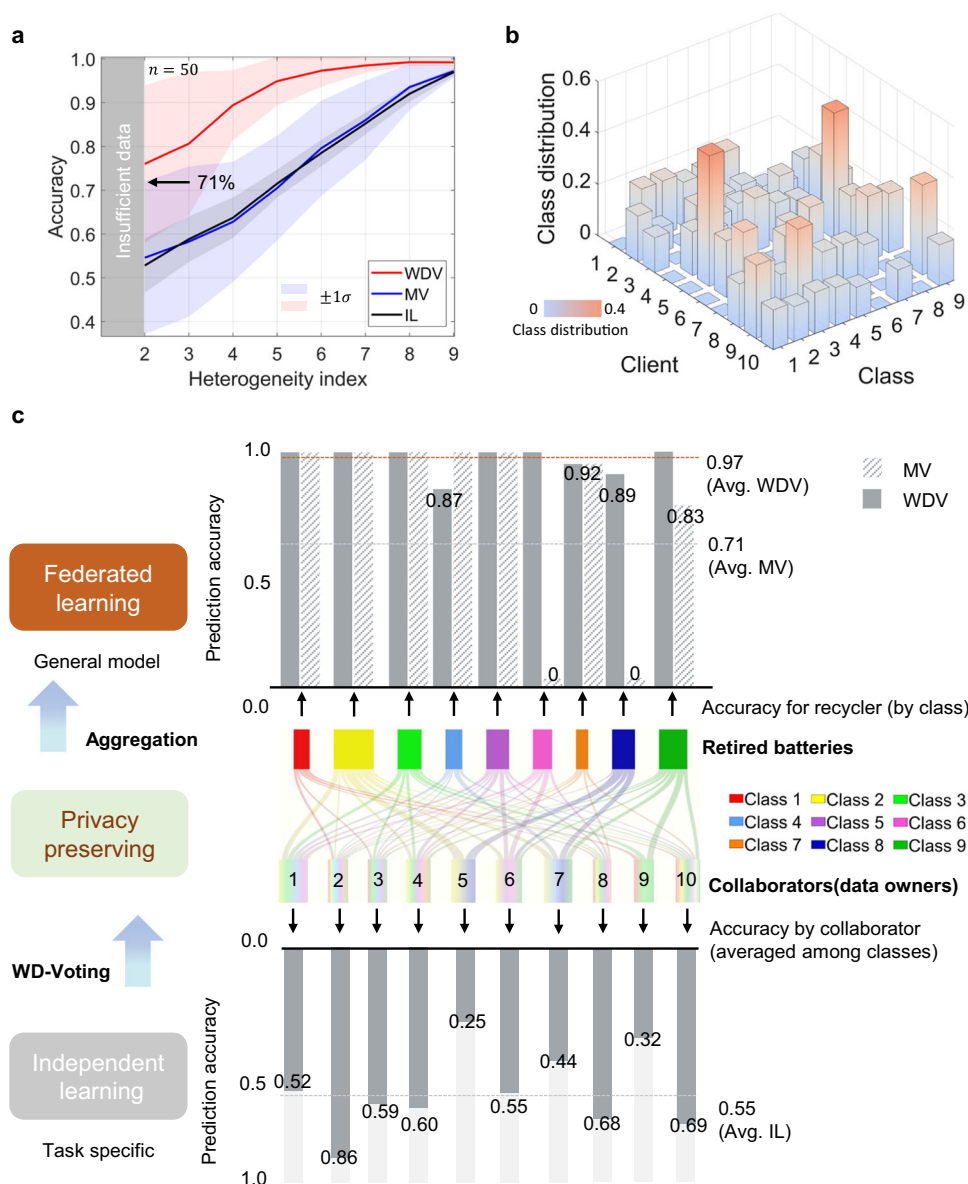 a
n = 50
1.0
0.9
0.8
0.7
0.6
0.5
0.4
Accuracy
Insufficient data
71%
WDV
MV
IL
±1σ
2 3 4 5 6 7 8 9
Heterogeneity index
b
0.6
0.4
0.2
0
Class distribution
0 0.4
Class distribution
1 2 3 4 5 6 7 8 9 10
Client
1 2 3 4 5 6 7 8 9
Class
c
1.0
0.5
0.0
Prediction accuracy
0.87
0
0.92
0.89
0
0.83
0.97
(Avg. WDV)
0.71
(Avg. MV)
MV
WDV
Federated
learning
General model
Aggregation
Accuracy for recycler (by class)
Retired batteries
Privacy
preserving
Class 1 Class 2 Class 3
Class 4 Class 5 Class 6
Class 7 Class 8 Class 9
1 2 3 4 5 6 7 8 9 10
Collaborators(data owners)
Accuracy by collaborator
(averaged among classes)
WD-Voting
Independent
learning
Task specific
0.0
0.5
1.0
Prediction accuracy
0.52
0.86
0.59
0.60
0.25
0.55
0.44
0.68
0.32
0.69
0.55
(Avg. IL)